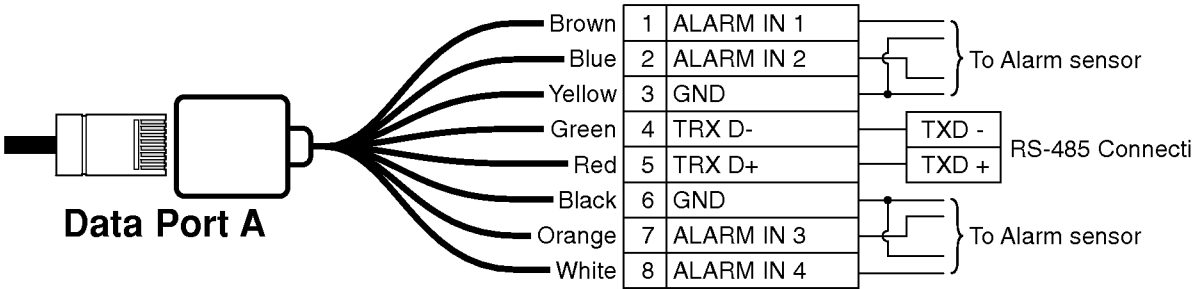 Brown 1 ALARM IN 1
Blue 2 ALARM IN 2 To Alarm sensor
Yellow 3 GND
Green 4 TRX D- TXD -
RS-485 Connecti
Red 5 TRX D+ TXD +
Black 6 GND
Data Port A
Orange 7 ALARM IN 3 To Alarm sensor
White 8 ALARM IN 4